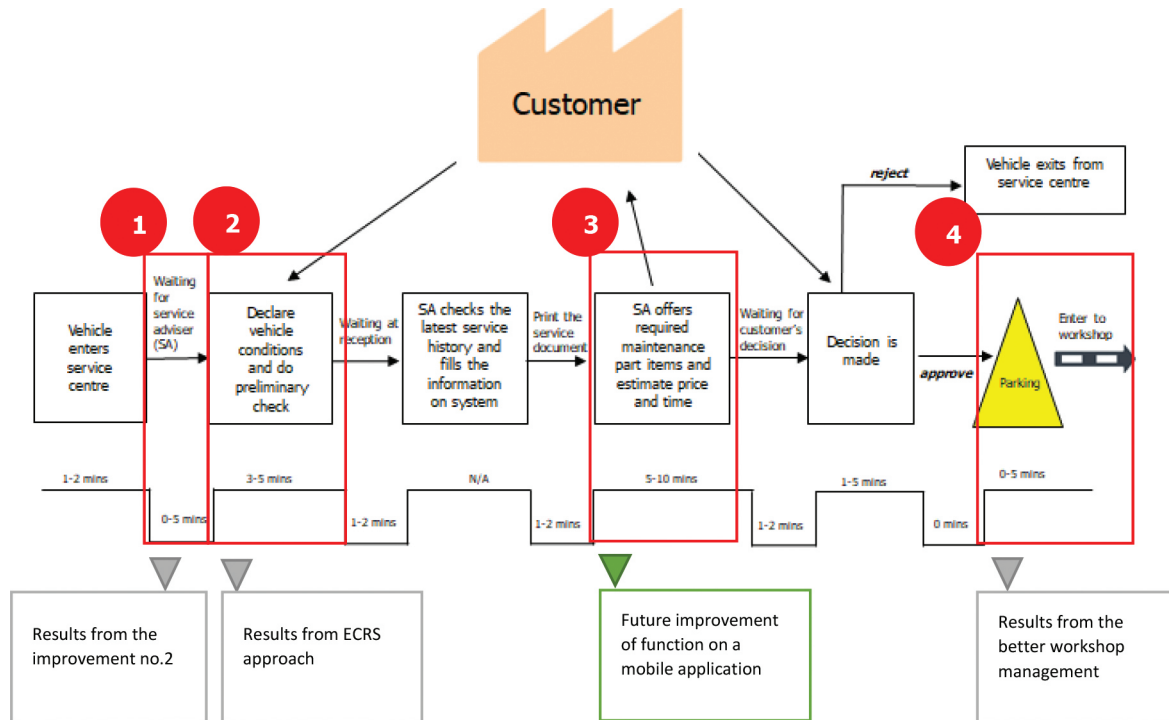 Customer
reject
Vehicle exits from
service centre
1
2
3
4
Vehicle
enters
service
centre
Waiting
for
service
adviser
(SA)
Declare
vehicle
conditions
and do
preliminary
check
Waiting at
reception
SA checks the
latest service
history and
fills the
information
on system
Print the
service
document
SA offers
required
maintenance
part items and
estimate price
and time
Waiting for
customer's
decision
Decision is
made
approve
Parking
Enter to
workshop
1-2 mins
0-5 mins
3-5 mins
1-2 mins
N/A
1-2 mins
5-10 mins
1-2 mins
1-5 mins
0 mins
0-5 mins
Results from the
improvement no.2
Results from ECRS
approach
Future improvement
of function on a
mobile application
Results from the
better workshop
management